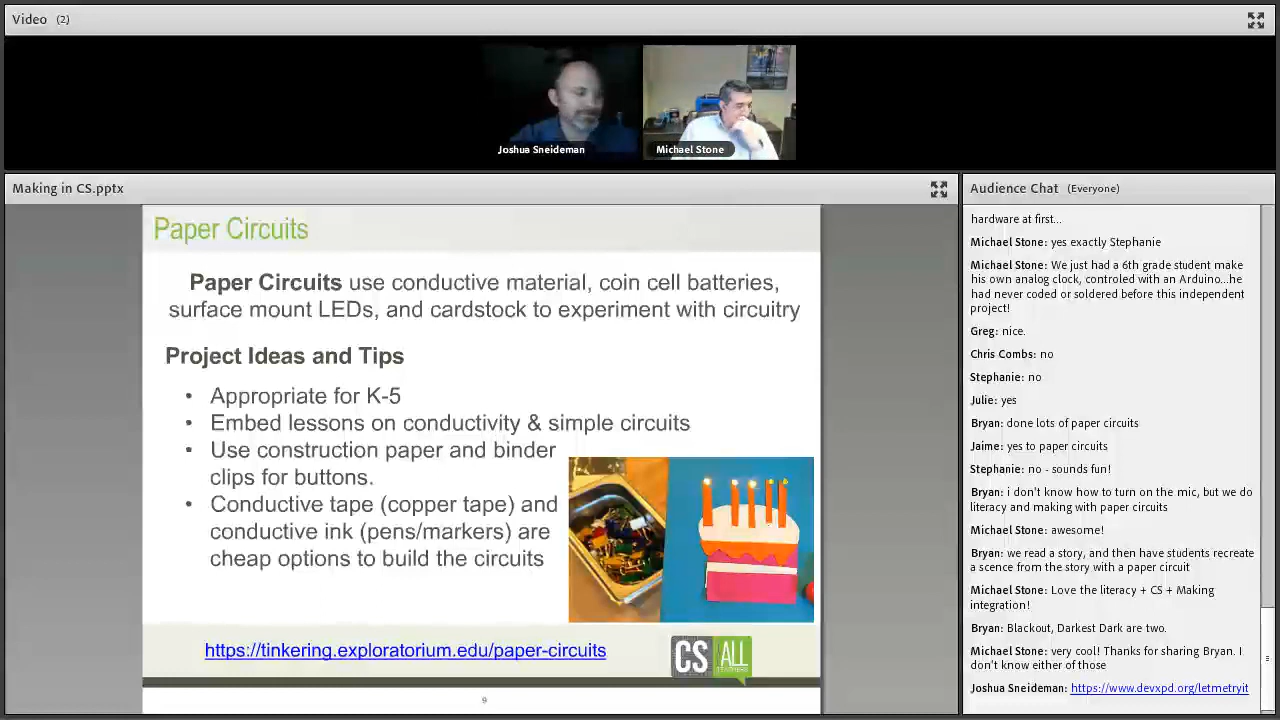 Video (2)
Joshua Sneideman
Michael Stone
Making in CS.pptx
Paper Circuits
Paper Circuits use conductive material, coin cell batteries,
surface mount LEDs, and cardstock to experiment with circuitry
Project Ideas and Tips
• Appropriate for K-5
• Embed lessons on conductivity & simple circuits
• Use construction paper and binder
clips for buttons.
• Conductive tape (copper tape) and
conductive ink (pens/markers) are
cheap options to build the circuits
https://tinkering.exploratorium.edu/paper-circuits
CS ALL
9
Audience Chat (Everyone)
hardware at first...
Michael Stone: yes exactly Stephanie
Michael Stone: We just had a 6th grade student make
his own analog clock, controled with an Arduino...he
had never coded or soldered before this independent
project!
Greg: nice.
Chris Combs: no
Stephanie: no
Julie: yes
Bryan: done lots of paper circuits
Jaime: yes to paper circuits
Stephanie: no - sounds fun!
Bryan: i don't know how to turn on the mic, but we do
literacy and making with paper circuits
Michael Stone: awesome!
Bryan: we read a story, and then have students recreate
a scence from the story with a paper circuit
Michael Stone: Love the literacy + CS + Making
integration!
Bryan: Blackout, Darkest Dark are two.
Michael Stone: very cool! Thanks for sharing Bryan. I
don't know either of those
Joshua Sneideman: https://www.devxpd.org/letmetryit